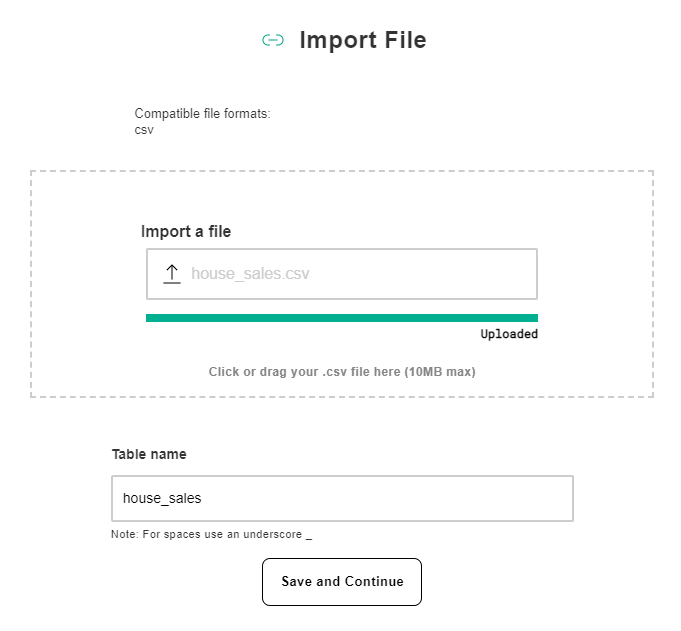 Import File
Compatible file formats:
csv
Import a file
house_sales.csv
Uploaded
Click or drag your .csv file here (10MB max)
Table name
house_sales
Note: For spaces use an underscore _
Save and Continue